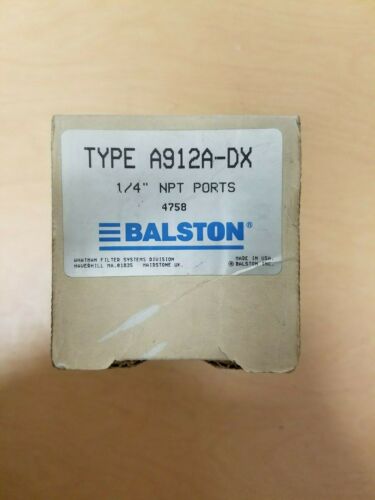 TYPE A912A-DX
1/4" NPT PORTS
4758
BALSTON®
WHATMAN FILTER SYSTEMS DIVISION MADE IN USA.
HAVERHILL MA.01835 MAIDSTONE UK. © BALSTON INC.